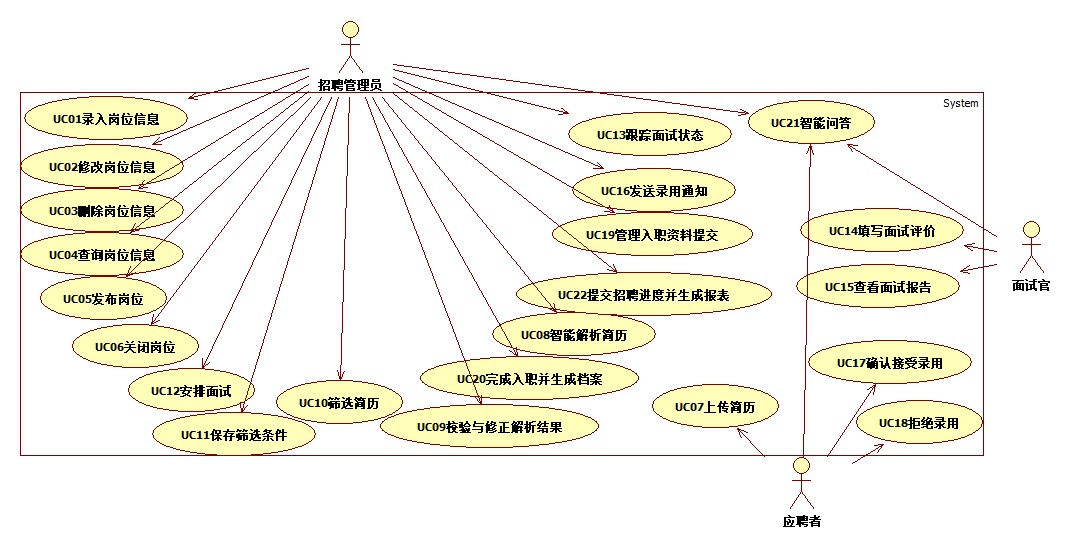 招聘管理员
System
UC01录入岗位信息
UC21智能问答
UC13跟踪面试状态
UC02修改岗位信息
UC16发送录用通知
UC03删除岗位信息
UC14填写面试评价
UC19管理入职资料提交
UC04查询岗位信息
UC15查看面试报告
面试官
UC22提交招聘进度并生成报表
UC05发布岗位
UC08智能解析简历
UC06关闭岗位
UC17确认接受录用
UC20完成入职并生成档案
UC12安排面试
UC10筛选简历
UC07上传简历
UC18拒绝录用
UC09校验与修正解析结果
UC11保存筛选条件
应聘者